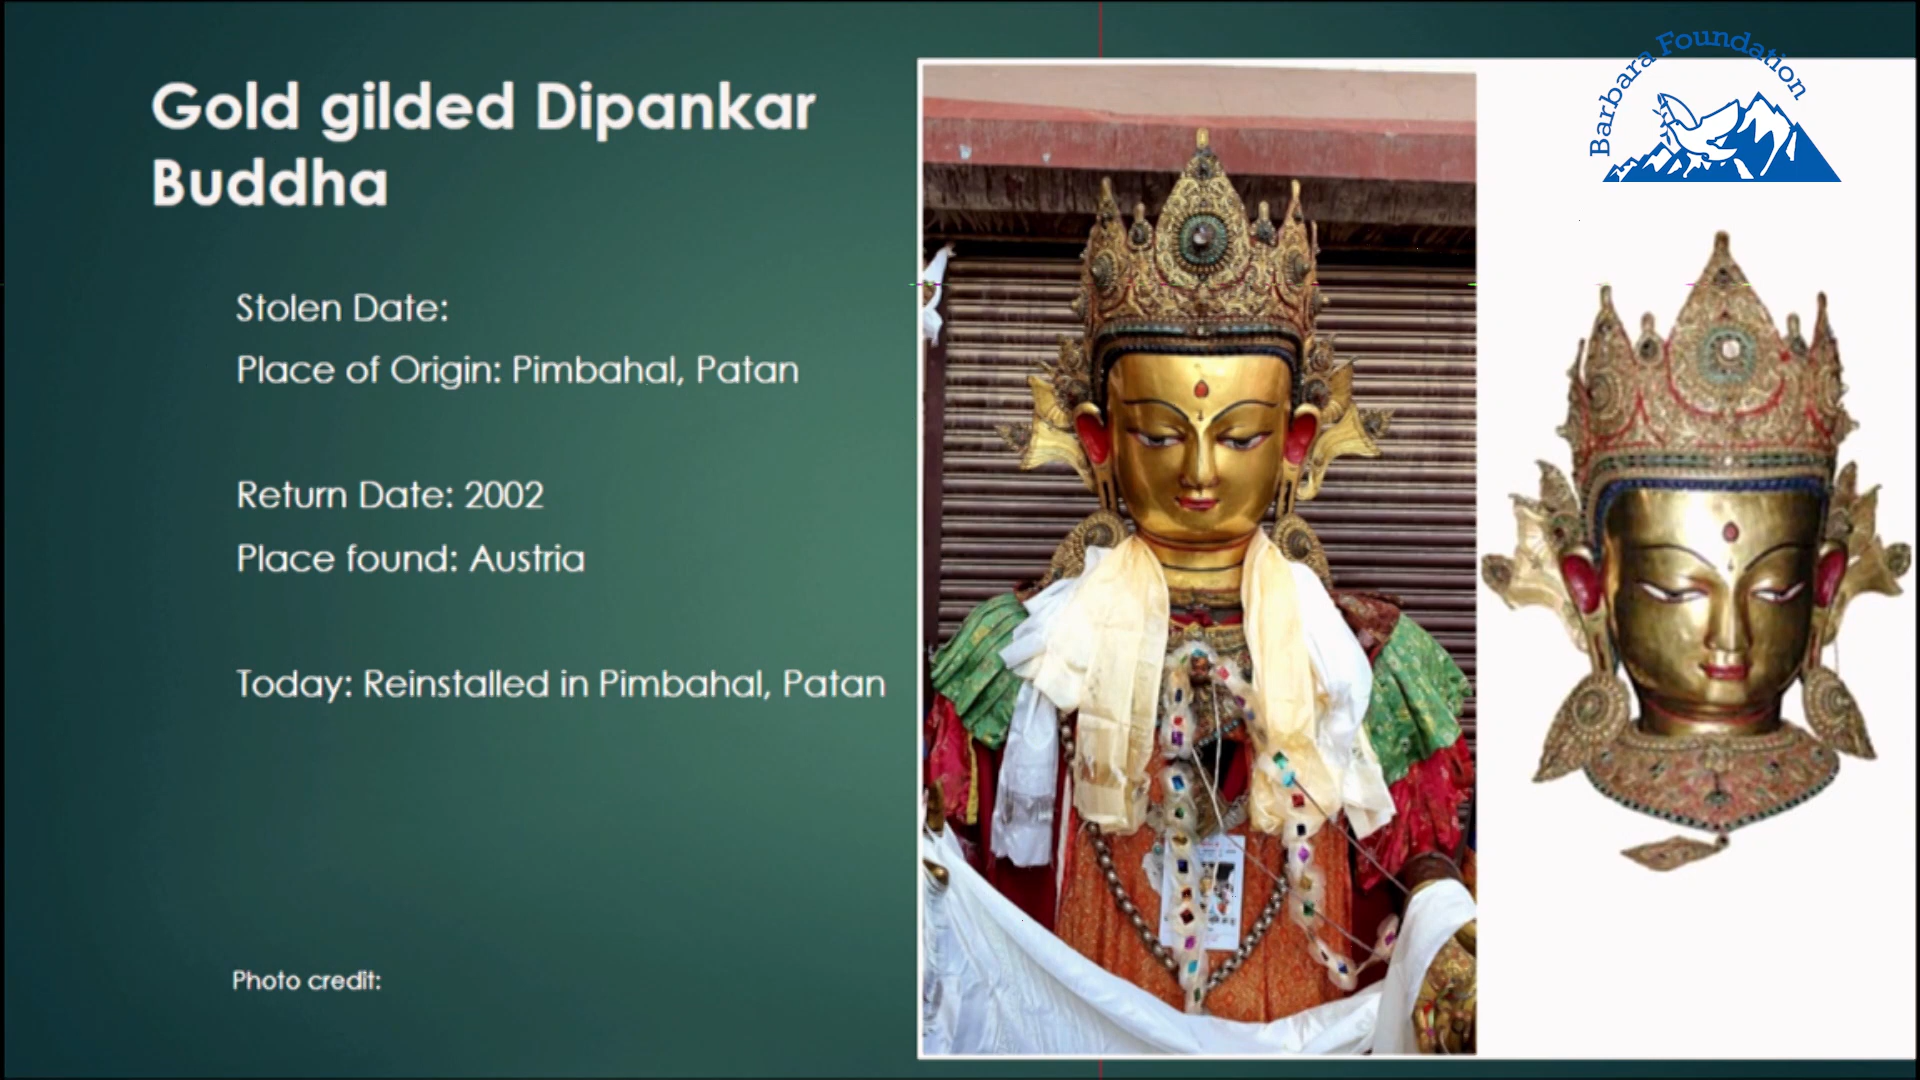 Gold gilded Dipankar
Buddha
Stolen Date:
Place of Origin: Pimbahal, Patan
Return Date: 2002
Place found: Austria
Today: Reinstalled in Pimbahal, Patan
Photo credit:
Barbara Foundation